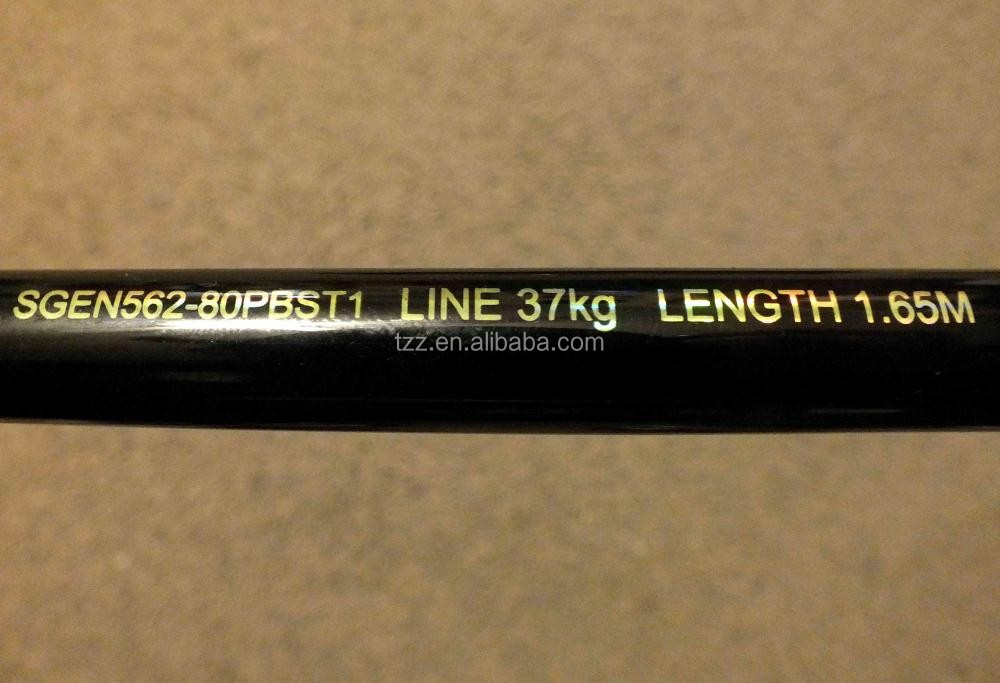 SGEN562-80PBST1 LINE 37kg LENGTH 1.65M
tzz.en.alibaba.com